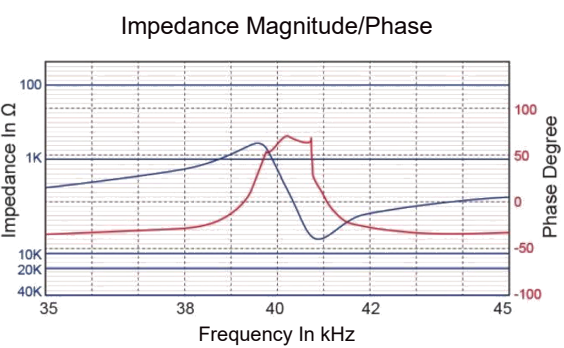 Impedance Magnitude/Phase
Impedance In Ω
100
1K
10K
20K
40K
100
50
0
-50
-100
Phase Degree
35 38 40 42 45
Frequency In kHz